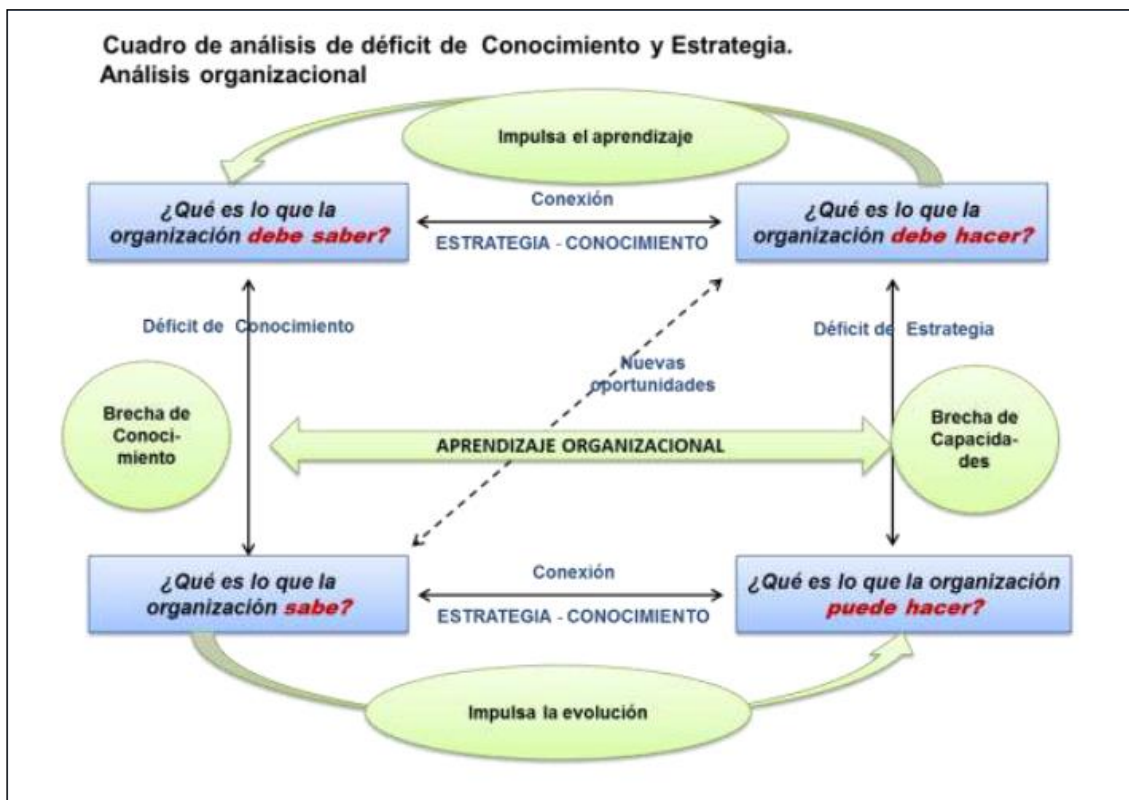 Cuadro de análisis de déficit de Conocimiento y Estrategia.
Análisis organizacional
Impulsa el aprendizaje
¿Qué es lo que la
organización debe saber?
Conexión
ESTRATEGIA - CONOCIMIENTO
¿Qué es lo que la
organización debe hacer?
Déficit de Conocimiento
Déficit de Estrategia
Nuevas
oportunidades
Brecha de
Conoci-
miento
APRENDIZAJE ORGANIZACIONAL
Brecha de
Capacida-
des
¿Qué es lo que la
organización sabe?
Conexión
ESTRATEGIA - CONOCIMIENTO
¿Qué es lo que la organización
puede hacer?
Impulsa la evolución